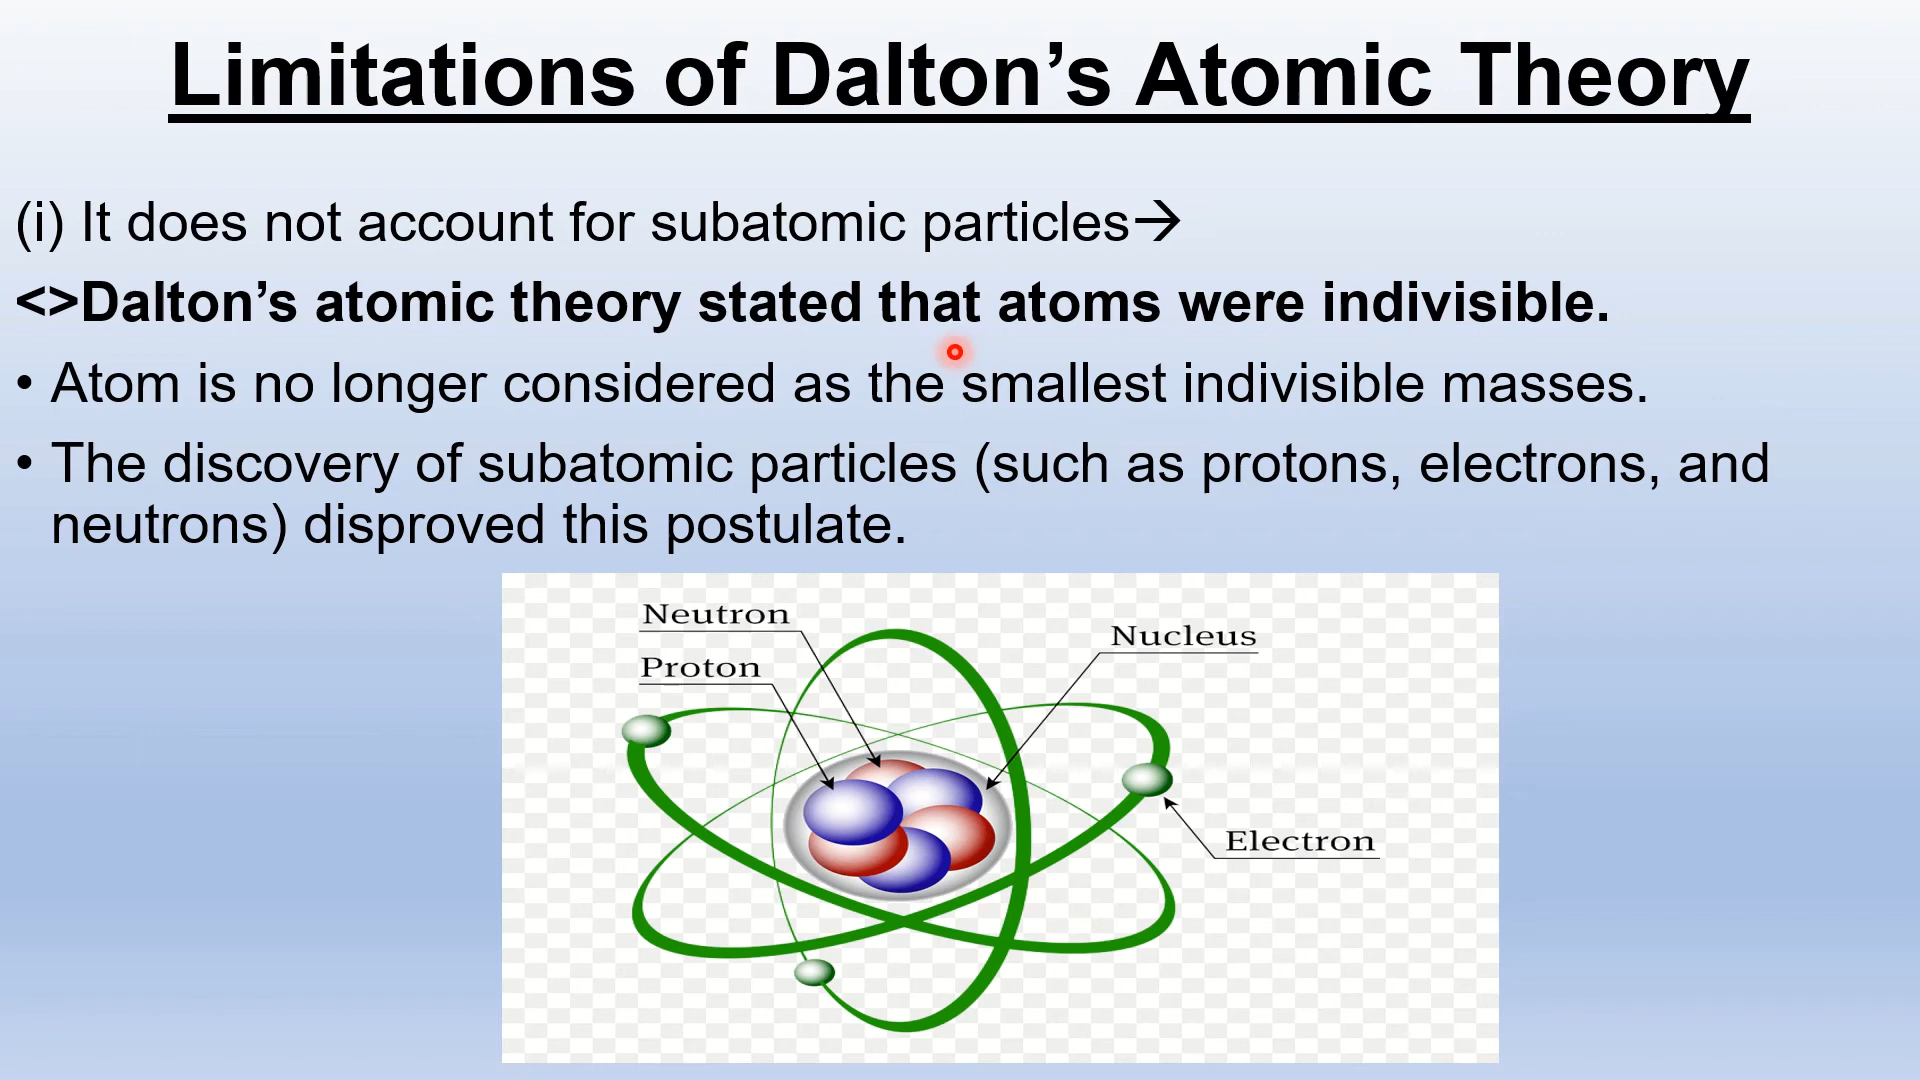 Limitations of Dalton’s Atomic Theory
(i) It does not account for subatomic particles→
<>Dalton’s atomic theory stated that atoms were indivisible.
• Atom is no longer considered as the smallest indivisible masses.
• The discovery of subatomic particles (such as protons, electrons, and
neutrons) disproved this postulate.
Neutron
Nucleus
Proton
Electron